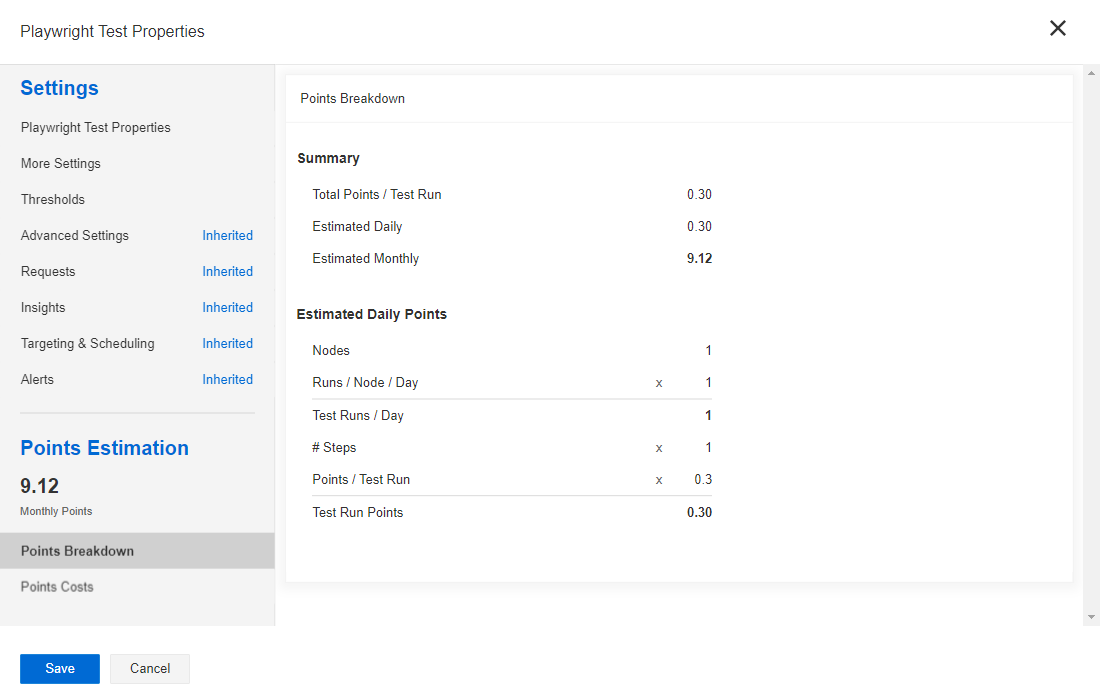 Playwright Test Properties
Settings
Playwright Test Properties
More Settings
Thresholds
Advanced Settings Inherited
Requests Inherited
Insights Inherited
Targeting & Scheduling Inherited
Alerts Inherited
Points Estimation
9.12
Monthly Points
Points Breakdown
Points Costs
Points Breakdown
Summary
Total Points / Test Run 0.30
Estimated Daily 0.30
Estimated Monthly 9.12
Estimated Daily Points
Nodes 1
Runs / Node / Day x 1
Test Runs / Day 1
# Steps x 1
Points / Test Run x 0.3
Test Run Points 0.30
Save Cancel